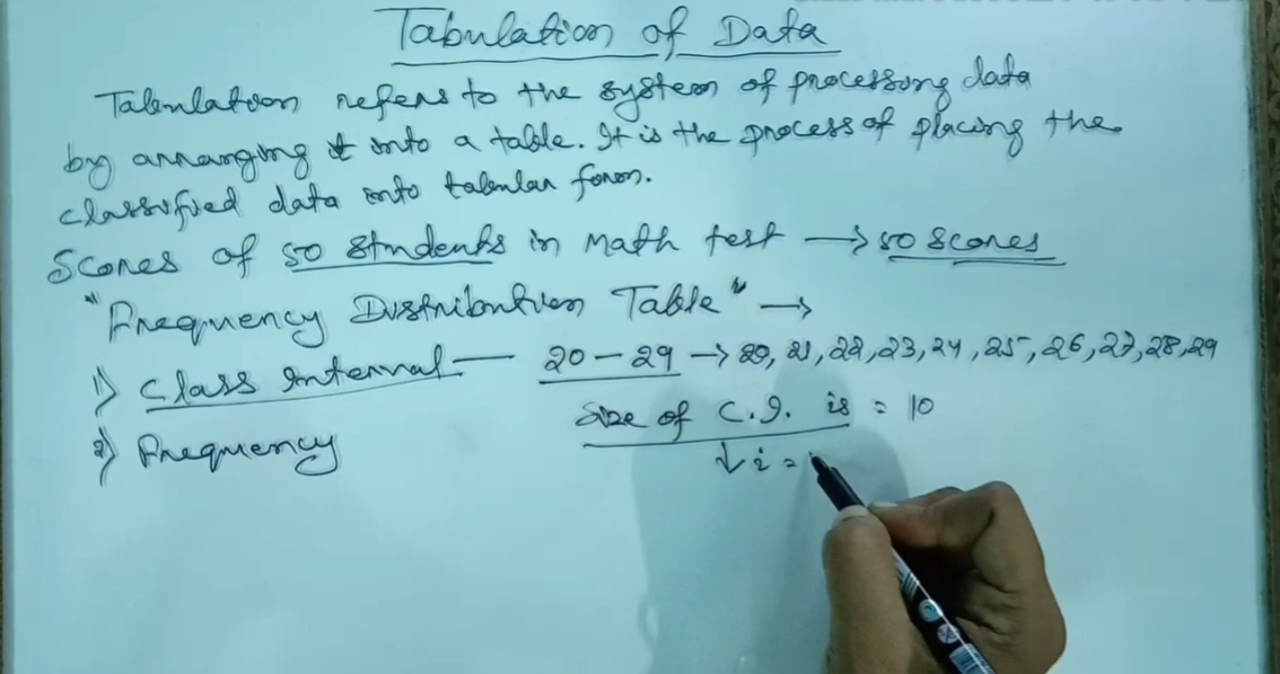 Tabulation of Data
Tabulation refers to the system of processing data
by arranging it into a table. It is the process of placing the
classified data into tabular form.
Scores of 50 students in Math test → 50 scores
"Frequency Distribution Table" →
1) Class Interval — 20 - 29 → 20, 21, 22, 23, 24, 25, 26, 27, 28, 29
Size of C.I. is = 10
2) Frequency
↓ i =